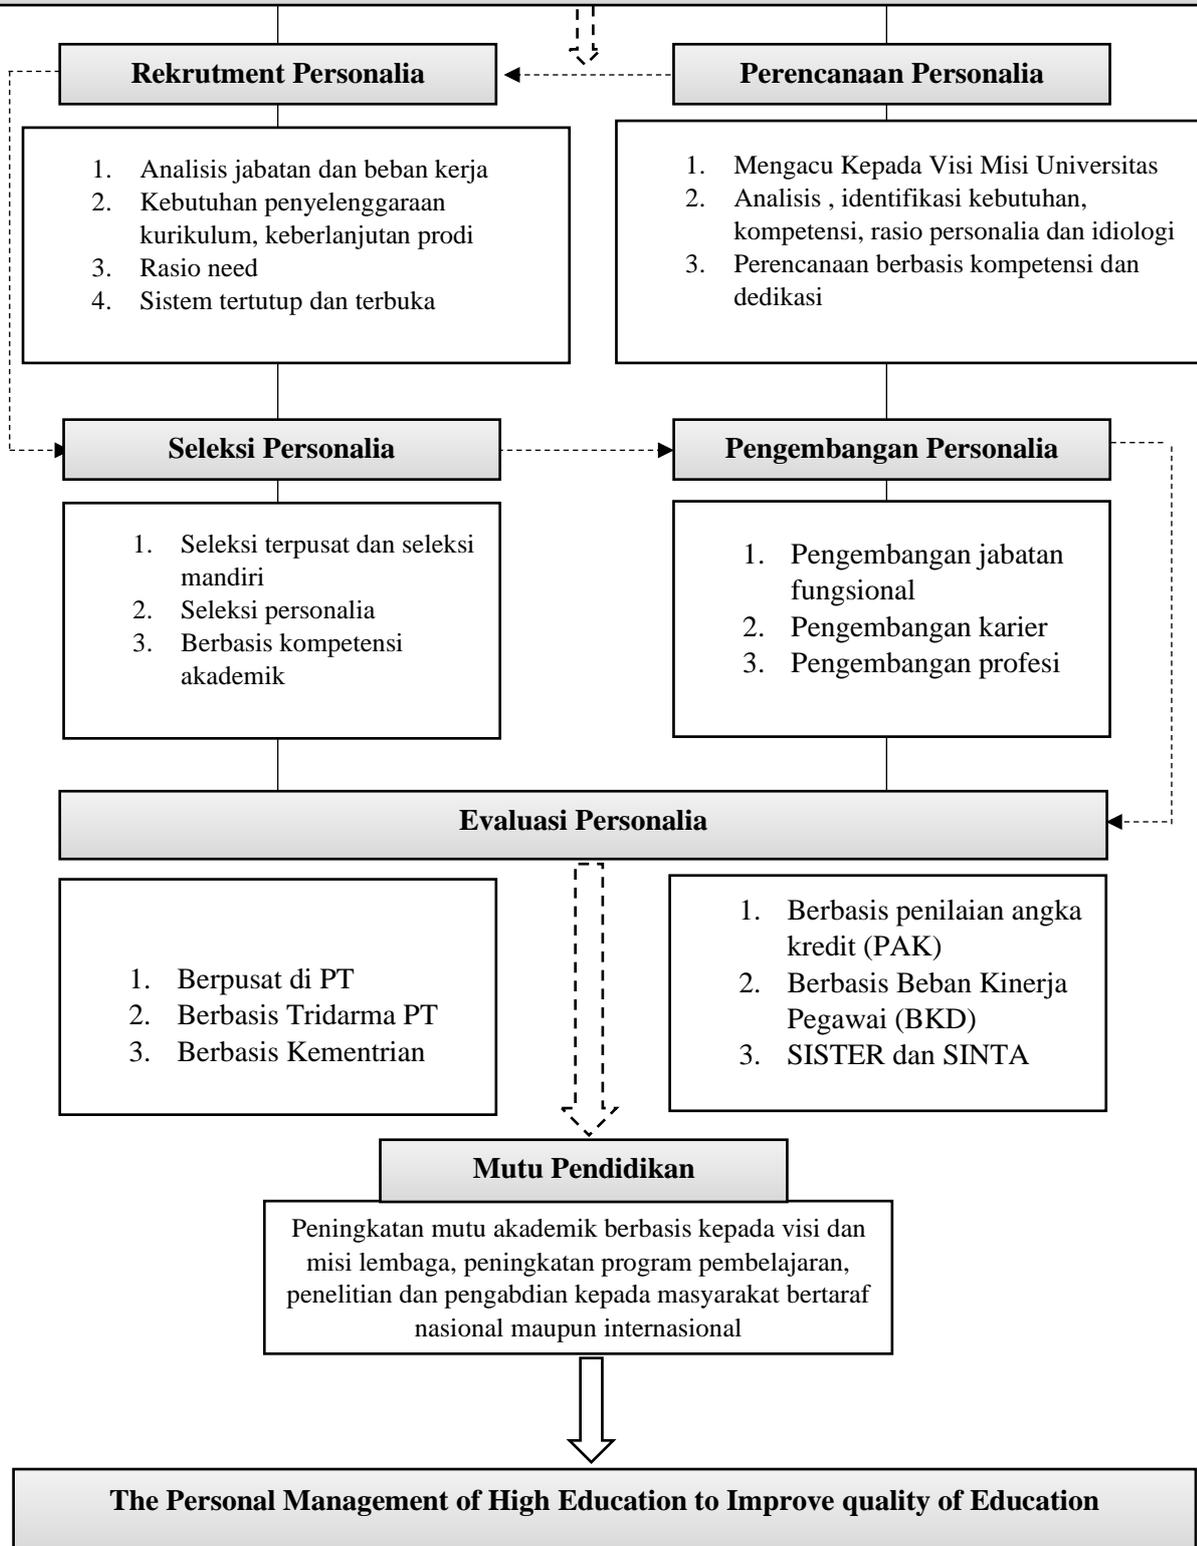 Rekrutment Personalia
Perencanaan Personalia
1. Analisis jabatan dan beban kerja
2. Kebutuhan penyelenggaraan
kurikulum, keberlanjutan prodi
3. Rasio need
4. Sistem tertutup dan terbuka
1. Mengacu Kepada Visi Misi Universitas
2. Analisis , identifikasi kebutuhan,
kompetensi, rasio personalia dan idiologi
3. Perencanaan berbasis kompetensi dan
dedikasi
Seleksi Personalia
Pengembangan Personalia
1. Seleksi terpusat dan seleksi
mandiri
2. Seleksi personalia
3. Berbasis kompetensi
akademik
1. Pengembangan jabatan
fungsional
2. Pengembangan karier
3. Pengembangan profesi
Evaluasi Personalia
1. Berpusat di PT
2. Berbasis Tridarma PT
3. Berbasis Kementrian
1. Berbasis penilaian angka
kredit (PAK)
2. Berbasis Beban Kinerja
Pegawai (BKD)
3. SISTER dan SINTA
Mutu Pendidikan
Peningkatan mutu akademik berbasis kepada visi dan
misi lembaga, peningkatan program pembelajaran,
penelitian dan pengabdian kepada masyarakat bertaraf
nasional maupun internasional
The Personal Management of High Education to Improve quality of Education